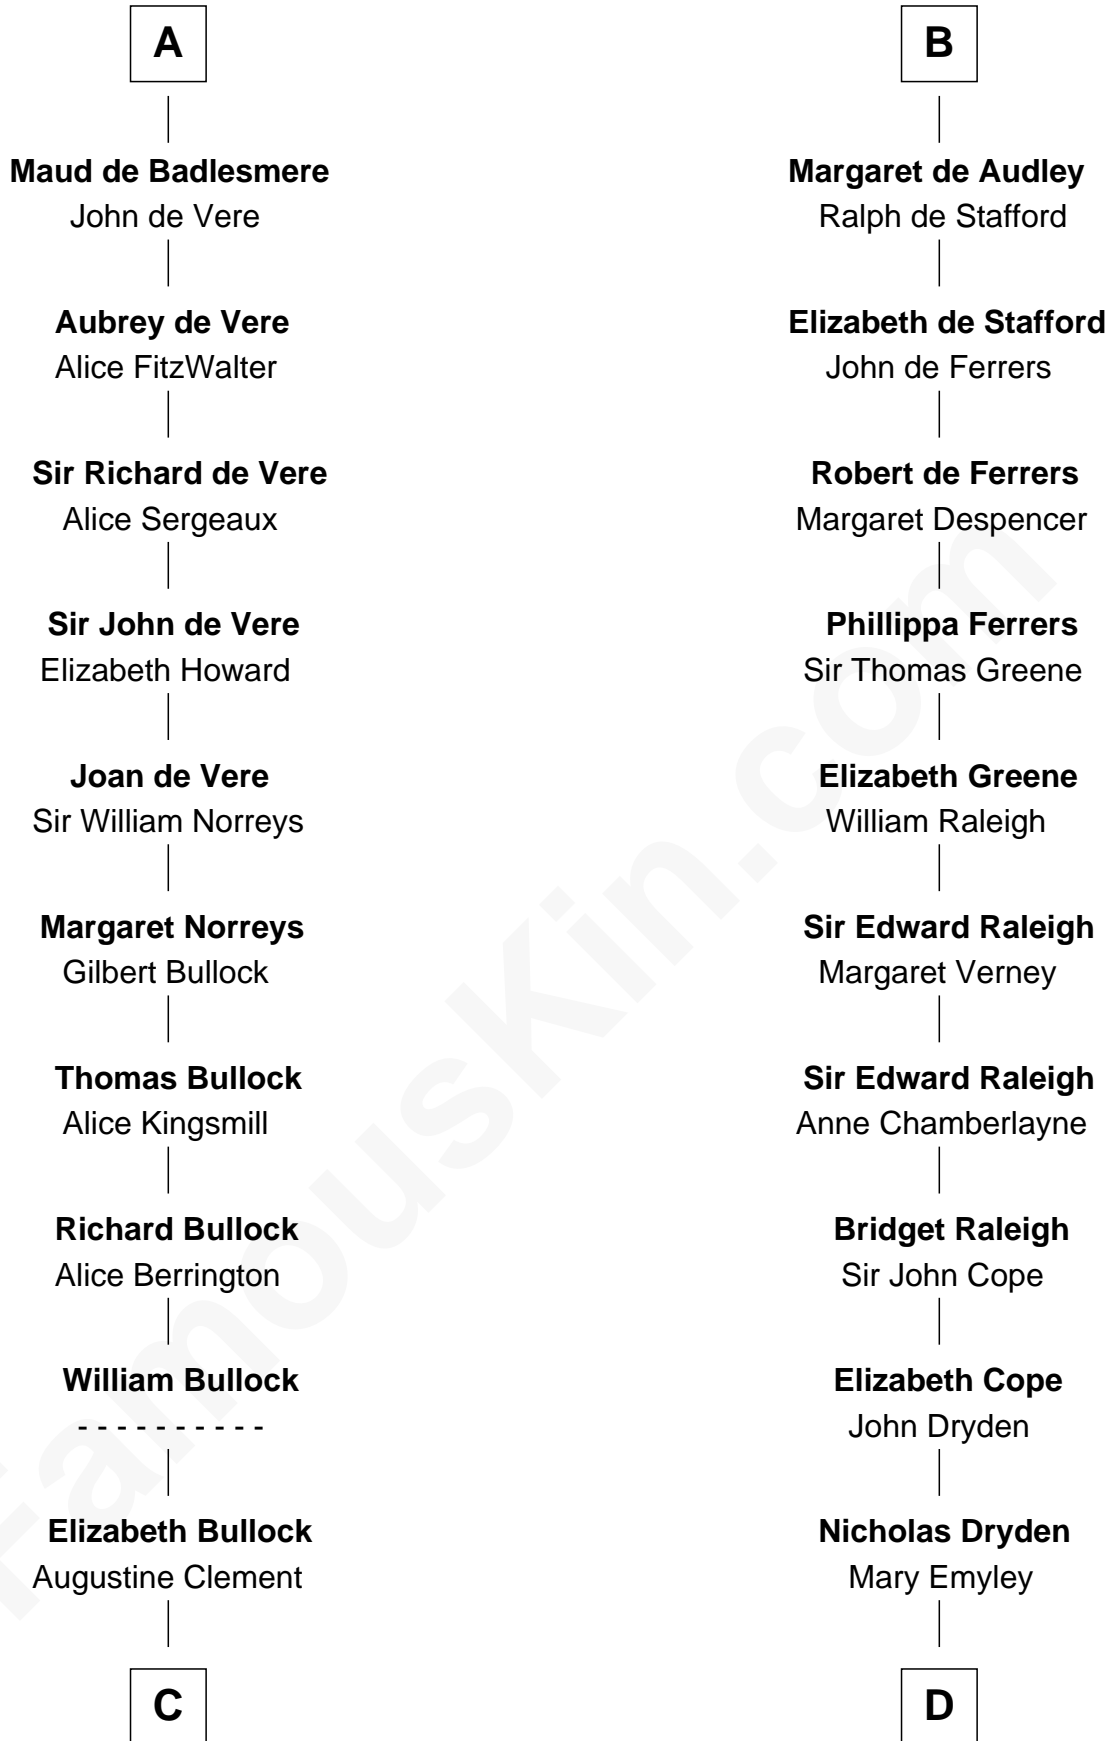 A
Maud de Badlesmere
John de Vere
Aubrey de Vere
Alice FitzWalter
Sir Richard de Vere
Alice Sergeaux
Sir John de Vere
Elizabeth Howard
Joan de Vere
Sir William Norreys
Margaret Norreys
Gilbert Bullock
Thomas Bullock
Alice Kingsmill
Richard Bullock
Alice Berrington
William Bullock
- - - - - - - - - -
Elizabeth Bullock
Augustine Clement
C
B
Margaret de Audley
Ralph de Stafford
Elizabeth de Stafford
John de Ferrers
Robert de Ferrers
Margaret Despencer
Phillippa Ferrers
Sir Thomas Greene
Elizabeth Greene
William Raleigh
Sir Edward Raleigh
Margaret Verney
Sir Edward Raleigh
Anne Chamberlayne
Bridget Raleigh
Sir John Cope
Elizabeth Cope
John Dryden
Nicholas Dryden
Mary Emyley
D
FamousKin.com